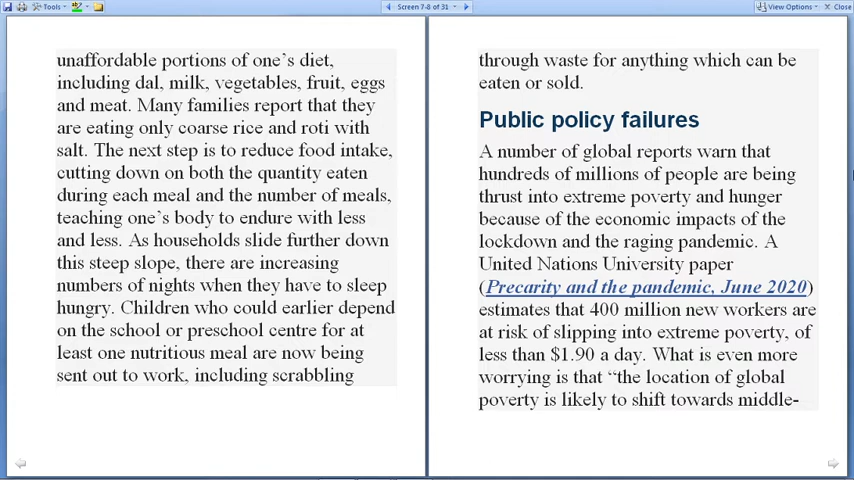 Tools
Screen 7-8 of 31
View Options
Close
unaffordable portions of one’s diet,
including dal, milk, vegetables, fruit, eggs
and meat. Many families report that they
are eating only coarse rice and roti with
salt. The next step is to reduce food intake,
cutting down on both the quantity eaten
during each meal and the number of meals,
teaching one’s body to endure with less
and less. As households slide further down
this steep slope, there are increasing
numbers of nights when they have to sleep
hungry. Children who could earlier depend
on the school or preschool centre for at
least one nutritious meal are now being
sent out to work, including scrabbling
through waste for anything which can be
eaten or sold.
Public policy failures
A number of global reports warn that
hundreds of millions of people are being
thrust into extreme poverty and hunger
because of the economic impacts of the
lockdown and the raging pandemic. A
United Nations University paper
(Precarity and the pandemic, June 2020)
estimates that 400 million new workers are
at risk of slipping into extreme poverty, of
less than $1.90 a day. What is even more
worrying is that “the location of global
poverty is likely to shift towards middle-